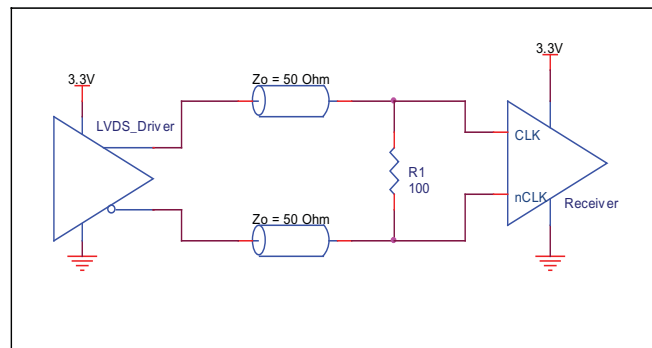 Zo = 50 Ohm
3.3V
3.3V
LVDS_Driver
CLK
R1
100
nCLK
Receiver
Zo = 50 Ohm